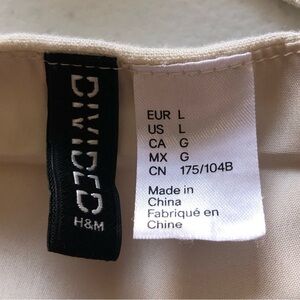 DIVIDED
H&M
EUR L
US L
CA G
MX G
CN 175/104B
Made in
China
Fabriqué en
Chine